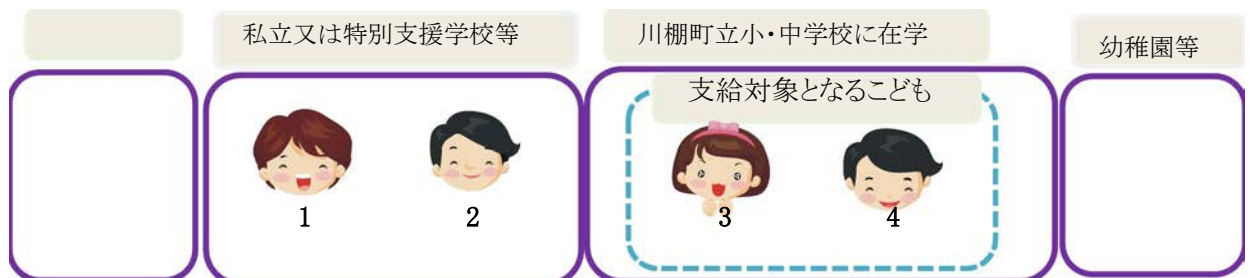 私立又は特別支援学校等
川棚町立小・中学校に在学
幼稚園等
支給対象となるこども
1
2
3
4